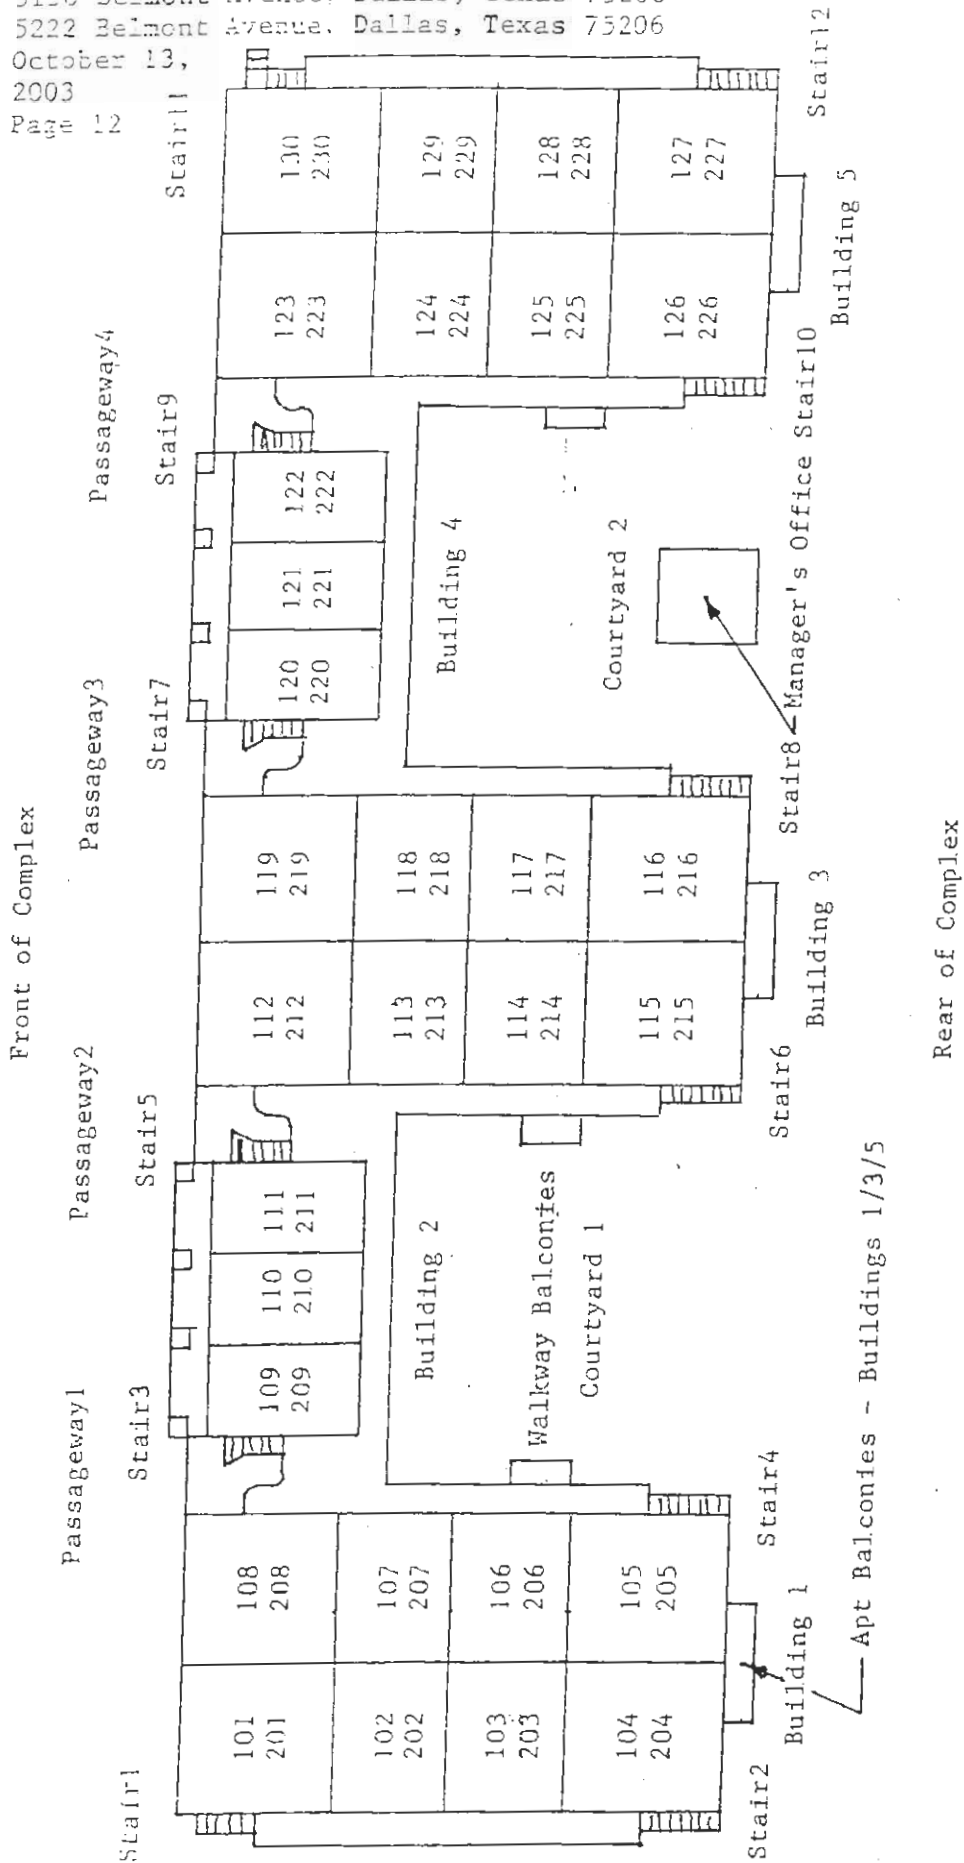 Belmont Avenue, Dallas, Texas 75206
5222 Belmont Avenue, Dallas, Texas 75206
October 13,
2003
Page 12
Front of Complex
Passageway1
Passageway2
Passageway3
Passageway4
Stair1
Stair3
Stair5
Stair7
Stair9
Stair11
101
201
108
208
109
209
110
210
111
211
112
212
119
219
120
220
121
221
122
222
123
223
130
230
102
202
107
207
113
213
118
218
124
224
129
229
103
203
106
206
114
214
117
217
125
225
128
228
104
204
105
205
115
215
116
216
126
226
127
227
Building 2
Building 4
Walkway Balconies
Courtyard 1
Courtyard 2
Stair2
Stair4
Stair6
Stair8
Manager's Office
Stair10
Stair12
Building 1
Building 3
Building 5
Apt Balconies - Buildings 1/3/5
Rear of Complex